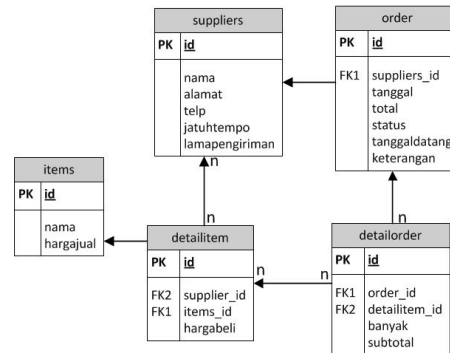 suppliers
PK id
nama
alamat
telp
jatuhtempo
lamapengiriman
order
PK id
FK1 suppliers_id
tanggal
total
status
tanggaldatang
keterangan
items
PK id
nama
hargajual
n
n
n
detailitem
PK id
FK2 supplier_id
FK1 items_id
hargabeli
n
n
detailorder
PK id
FK1 order_id
FK2 detailitem_id
banyak
subtotal